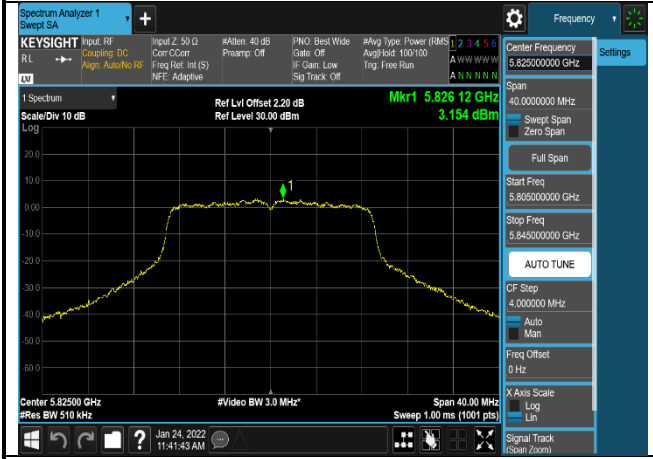 Spectrum Analyzer 1
Swept SA
+
Frequency
KEYSIGHT
RL
LXI
Input: RF
Coupling: DC
Align: Auto/No RF
Input Z: 50 Ω
Corr CCorr
Freq Ref: Int (S)
NFE: Adaptive
#Atten: 40 dB
Preamp: Off
PNO: Best Wide
Gate: Off
IF Gain: Low
Sig Track: Off
#Avg Type: Power (RMS
Avg|Hold: 100/100
Trig: Free Run
1 2 3 4 5 6
A W W W W W
A N N N N N
1 Spectrum
Scale/Div 10 dB
Log
Ref Lvl Offset 2.20 dB
Ref Level 30.00 dBm
Mkr1 5.826 12 GHz
3.154 dBm
20.0
10.0
0.00
-10.0
-20.0
-30.0
-40.0
-50.0
-60.0
1
Center 5.82500 GHz
#Res BW 510 kHz
#Video BW 3.0 MHz*
Span 40.00 MHz
Sweep 1.00 ms (1001 pts)
Jan 24, 2022
11:41:43 AM
?
Center Frequency
5.825000000 GHz
Settings
Span
40.0000000 MHz
Swept Span
Zero Span
Full Span
Start Freq
5.805000000 GHz
Stop Freq
5.845000000 GHz
AUTO TUNE
CF Step
4.000000 MHz
Auto
Man
Freq Offset
0 Hz
X Axis Scale
Log
Lin
Signal Track
(Span Zoom)